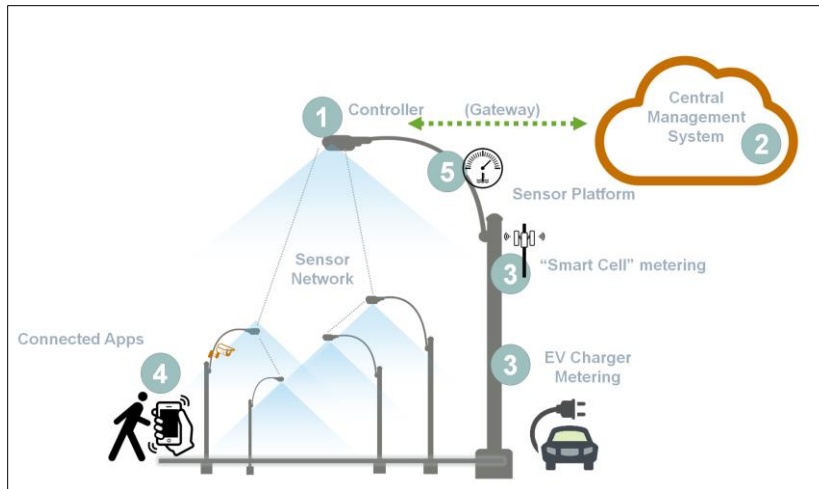 1
Controller
(Gateway)
Central
Management
System
2
5
Sensor Platform
Sensor
Network
3
“Smart Cell” metering
Connected Apps
4
3
EV Charger
Metering